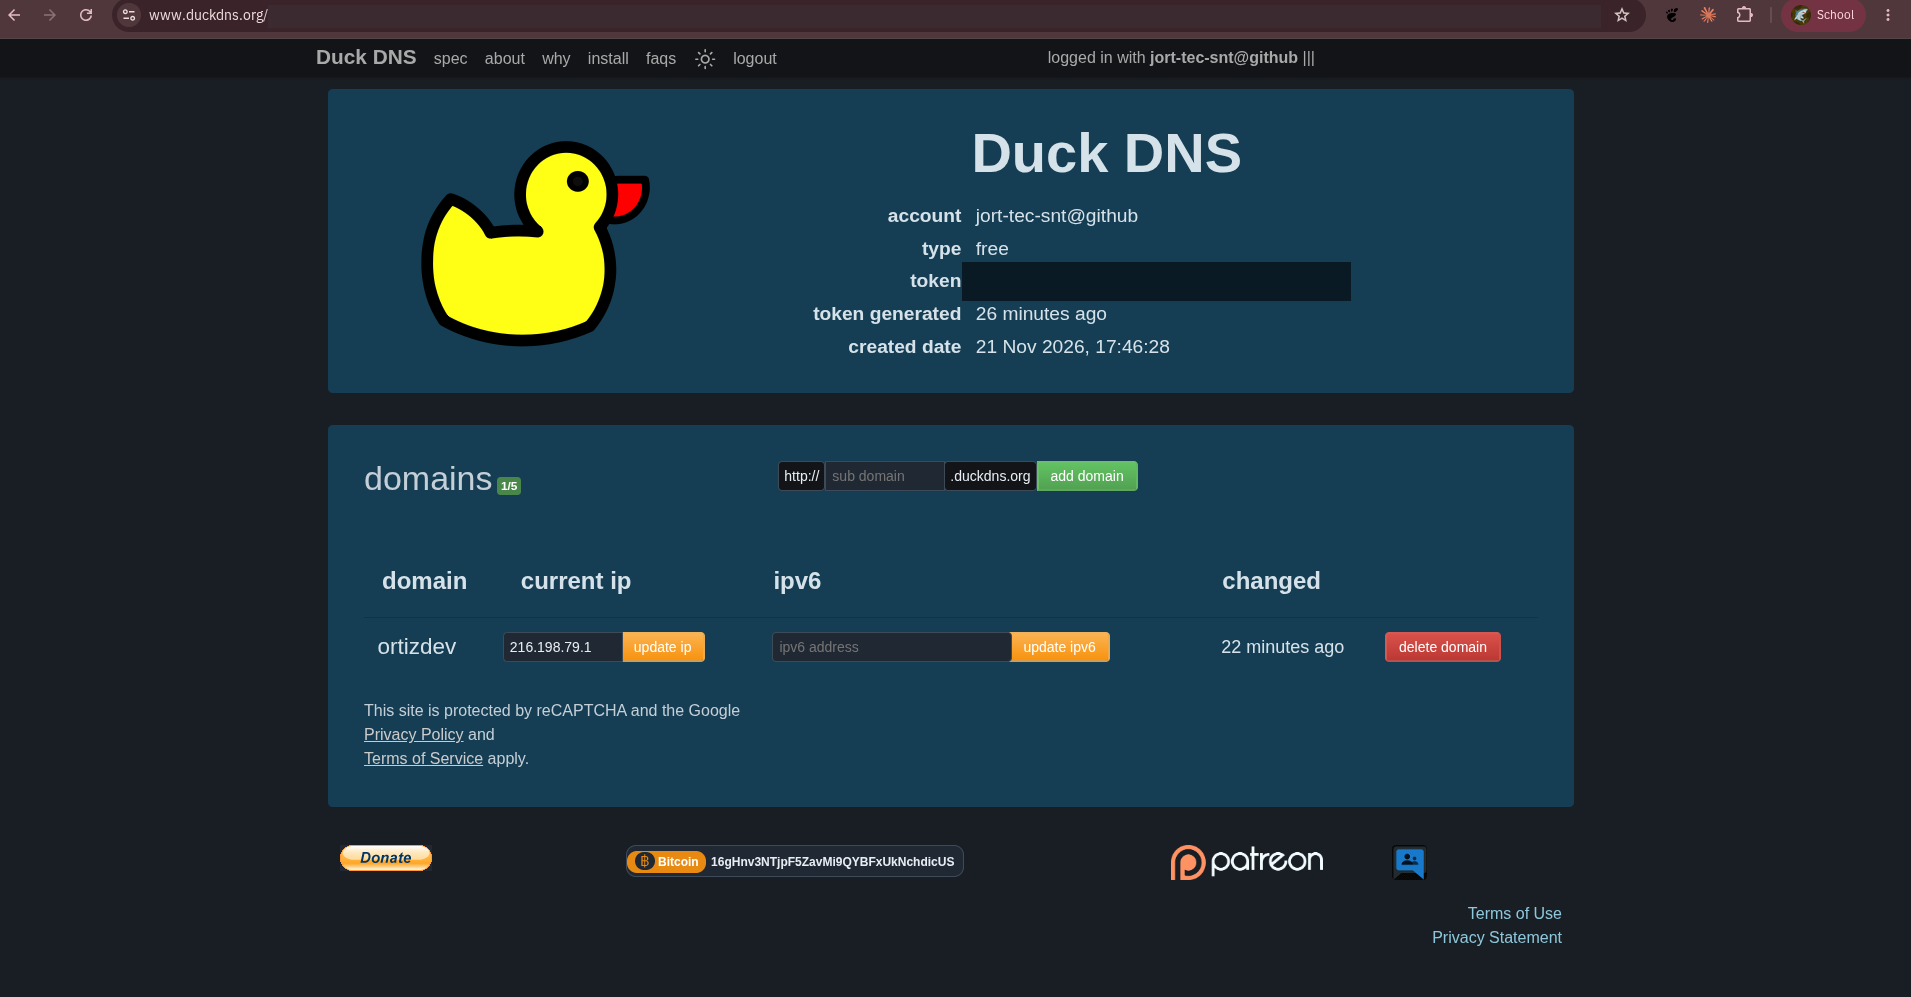 www.duckdns.org/
School
Duck DNS spec about why install faqs logout logged in with jort-tec-snt@github |||
Duck DNS
account jort-tec-snt@github
type free
token
token generated 26 minutes ago
created date 21 Nov 2026, 17:46:28
domains 1/5 http:// sub domain .duckdns.org add domain
domain current ip ipv6 changed
ortizdev 216.198.79.1 update ip ipv6 address update ipv6 22 minutes ago delete domain
This site is protected by reCAPTCHA and the Google
Privacy Policy and
Terms of Service apply.
Donate Bitcoin 16gHnv3NTjpF5ZavMi9QYBFxUkNchdicUS patreon
Terms of Use
Privacy Statement